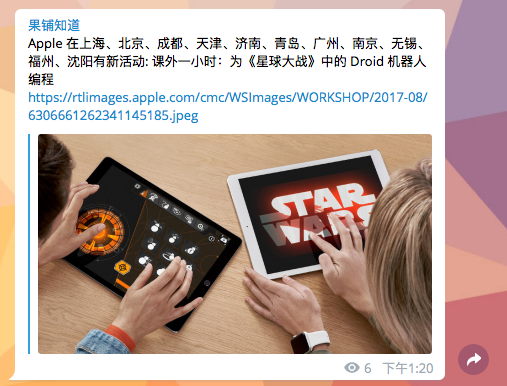 果铺知道
Apple 在上海、北京、成都、天津、济南、青岛、广州、南京、无锡、
福州、沈阳有新活动: 课外一小时：为《星球大战》中的 Droid 机器人
编程
https://rtlimages.apple.com/cmc/WSImages/WORKSHOP/2017-08/
6306661262341145185.jpeg
STAR
WARS
6 下午1:20